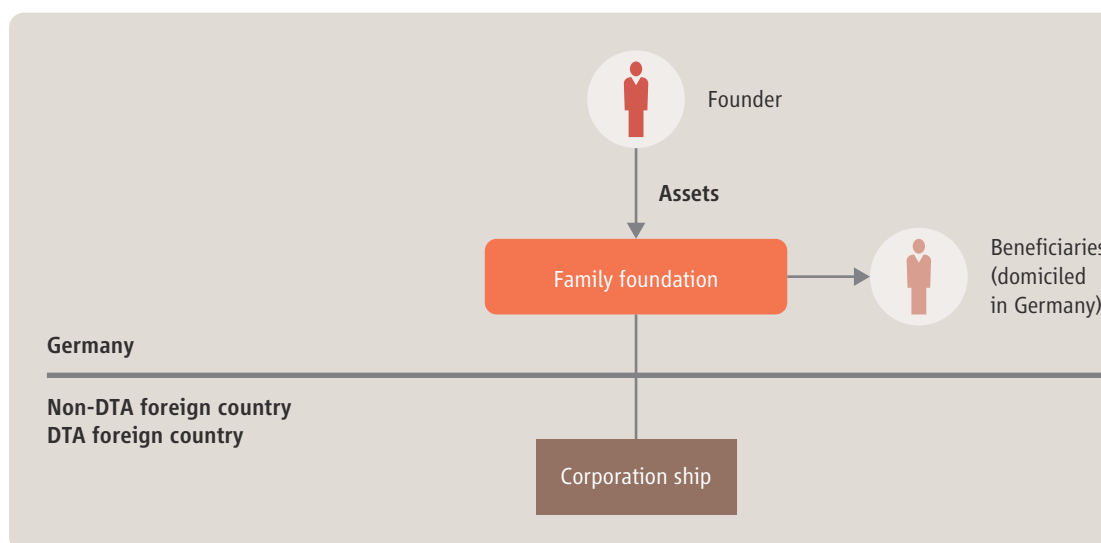 Founder
Assets
Family foundation
Beneficiaries
(domiciled
in Germany)
Germany
Non-DTA foreign country
DTA foreign country
Corporation ship